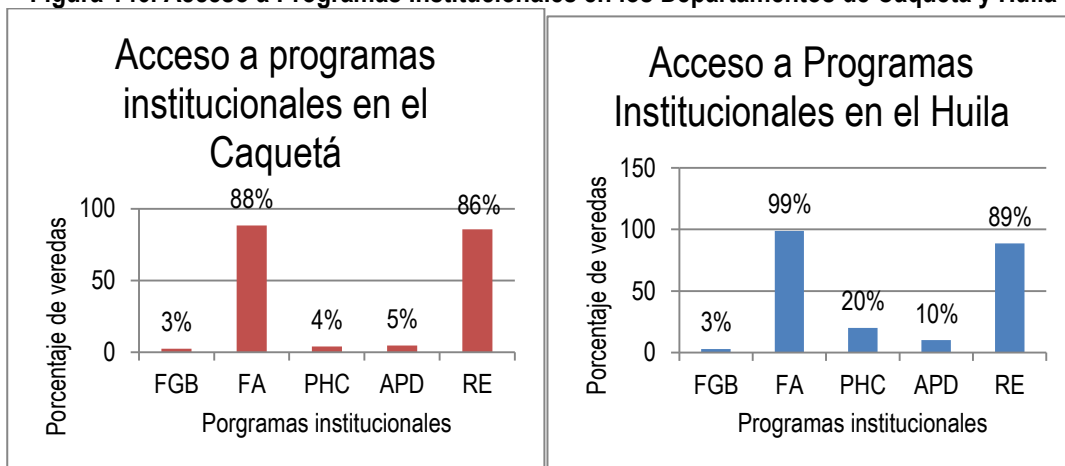 Acceso a programas
institucionales en el
Caquetá
Porcentaje de veredas
100
50
0
3%
88%
4%
5%
86%
FGB FA PHC APD RE
Porgramas institucionales
Acceso a Programas
Institucionales en el Huila
Porcentaje de veredas
150
100
50
0
3%
99%
20%
10%
89%
FGB FA PHC APD RE
Programas institucionales